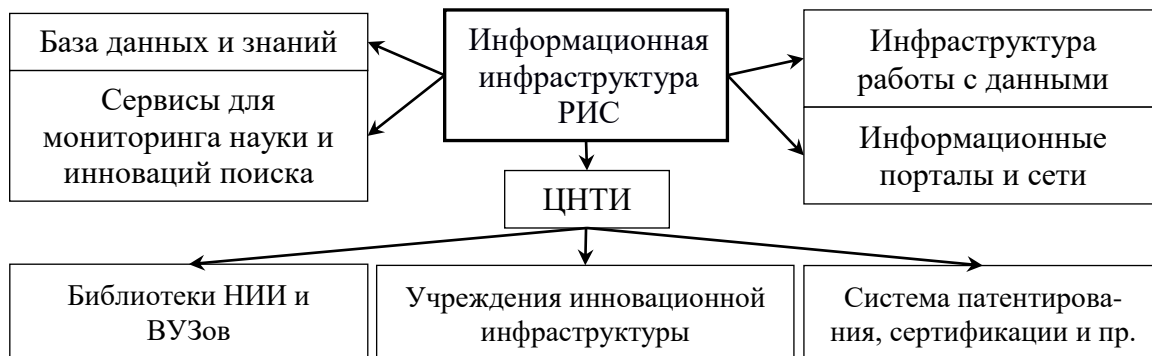 База данных и знаний
Сервисы для
мониторинга науки и
инноваций поиска
Информационная
инфраструктура
РИС
Инфраструктура
работы с данными
Информационные
порталы и сети
ЦНТИ
Библиотеки НИИ и
ВУЗов
Учреждения инновационной
инфраструктуры
Система патентирова-
ния, сертификации и пр.